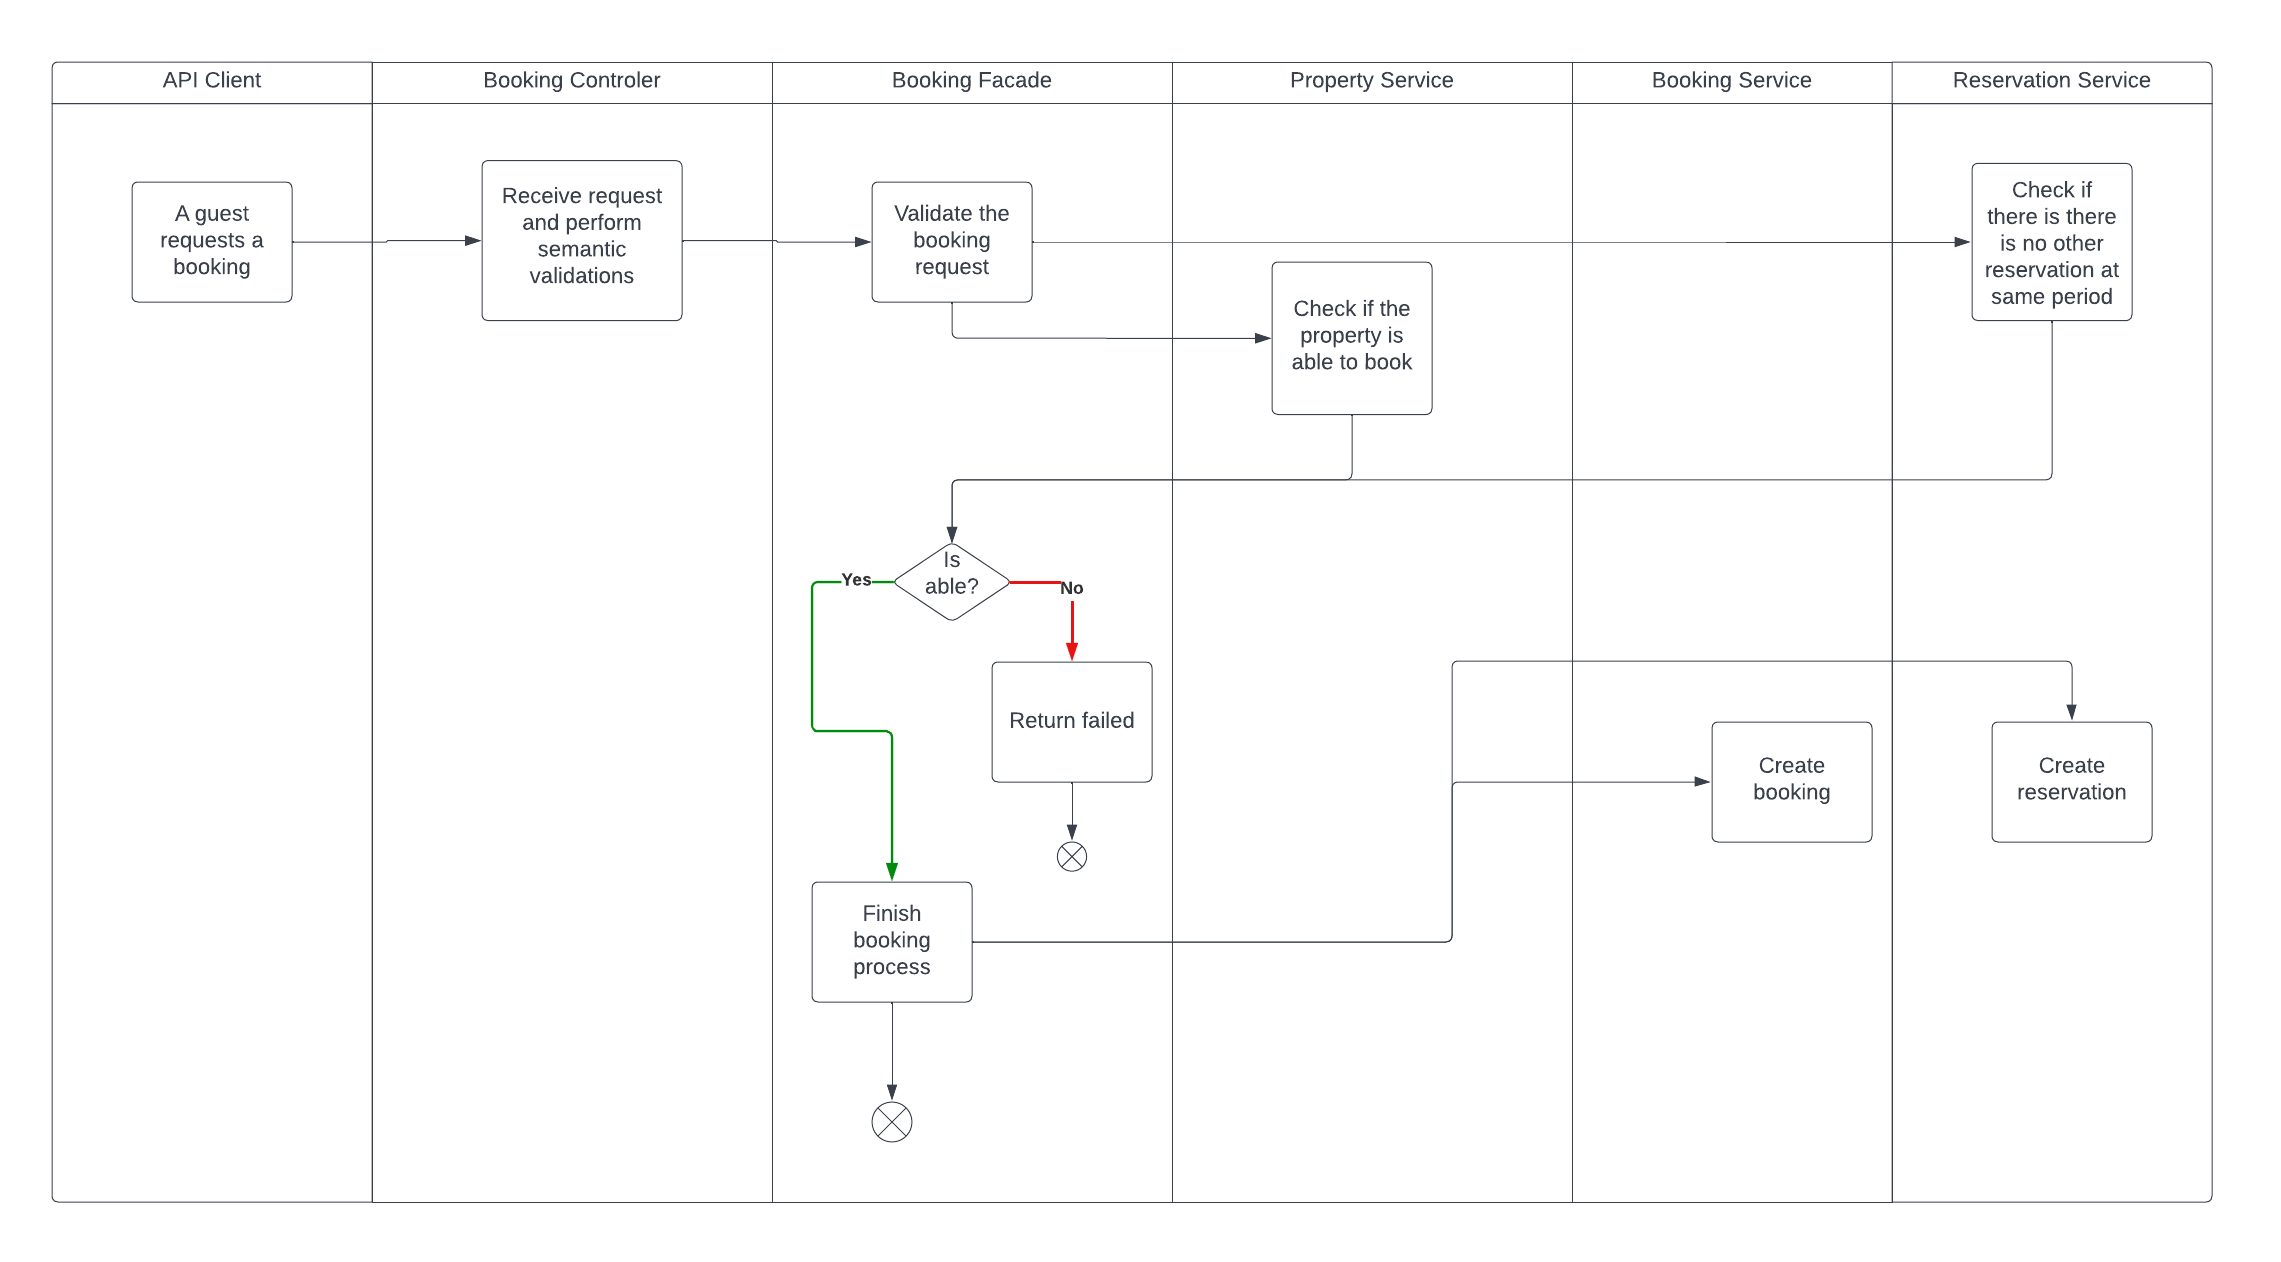 API Client
Booking Controler
Booking Facade
Property Service
Booking Service
Reservation Service
A guest
requests a
booking
Receive request
and perform
semantic
validations
Validate the
booking
request
Check if
there is there
is no other
reservation at
same period
Check if the
property is
able to book
Is
able?
Yes
No
Return failed
Create
booking
Create
reservation
Finish
booking
process